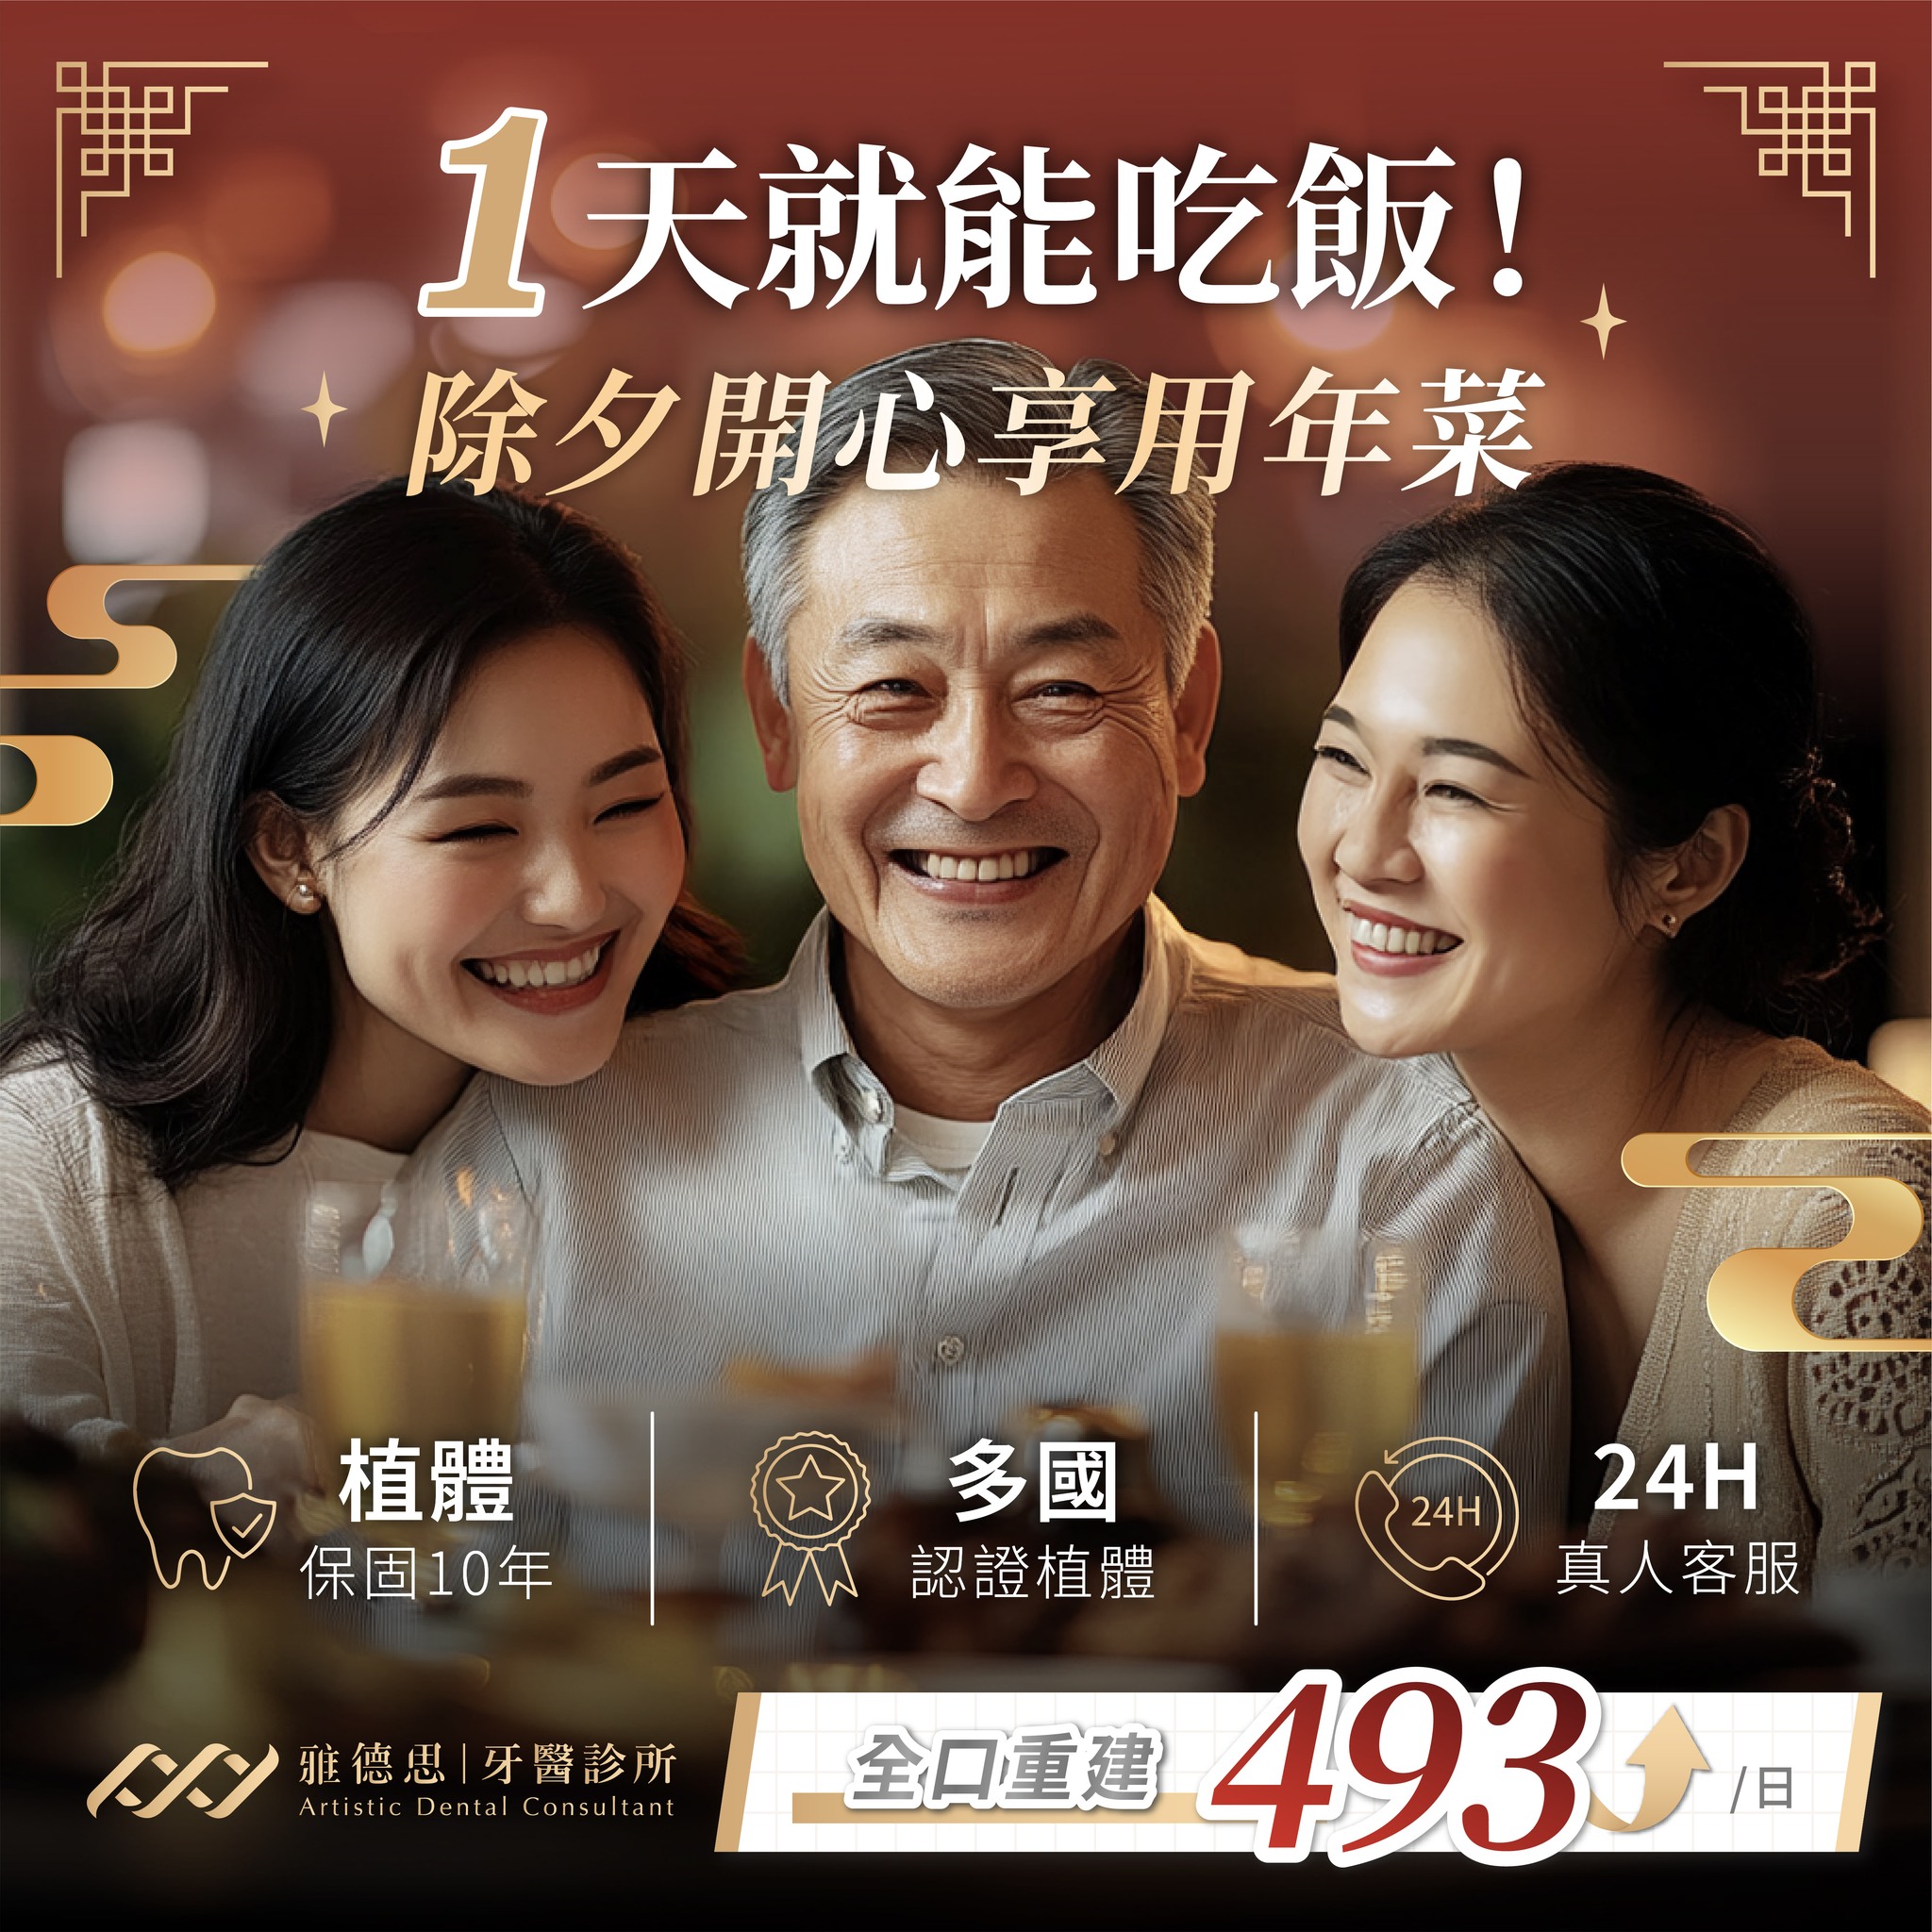 1天就能吃飯!
除夕開心享用年菜
植體
保固10年
多國
認證植體
24H
24H
真人客服
雅德思|牙醫診所
Artistic Dental Consultant
全口重建 493 /日